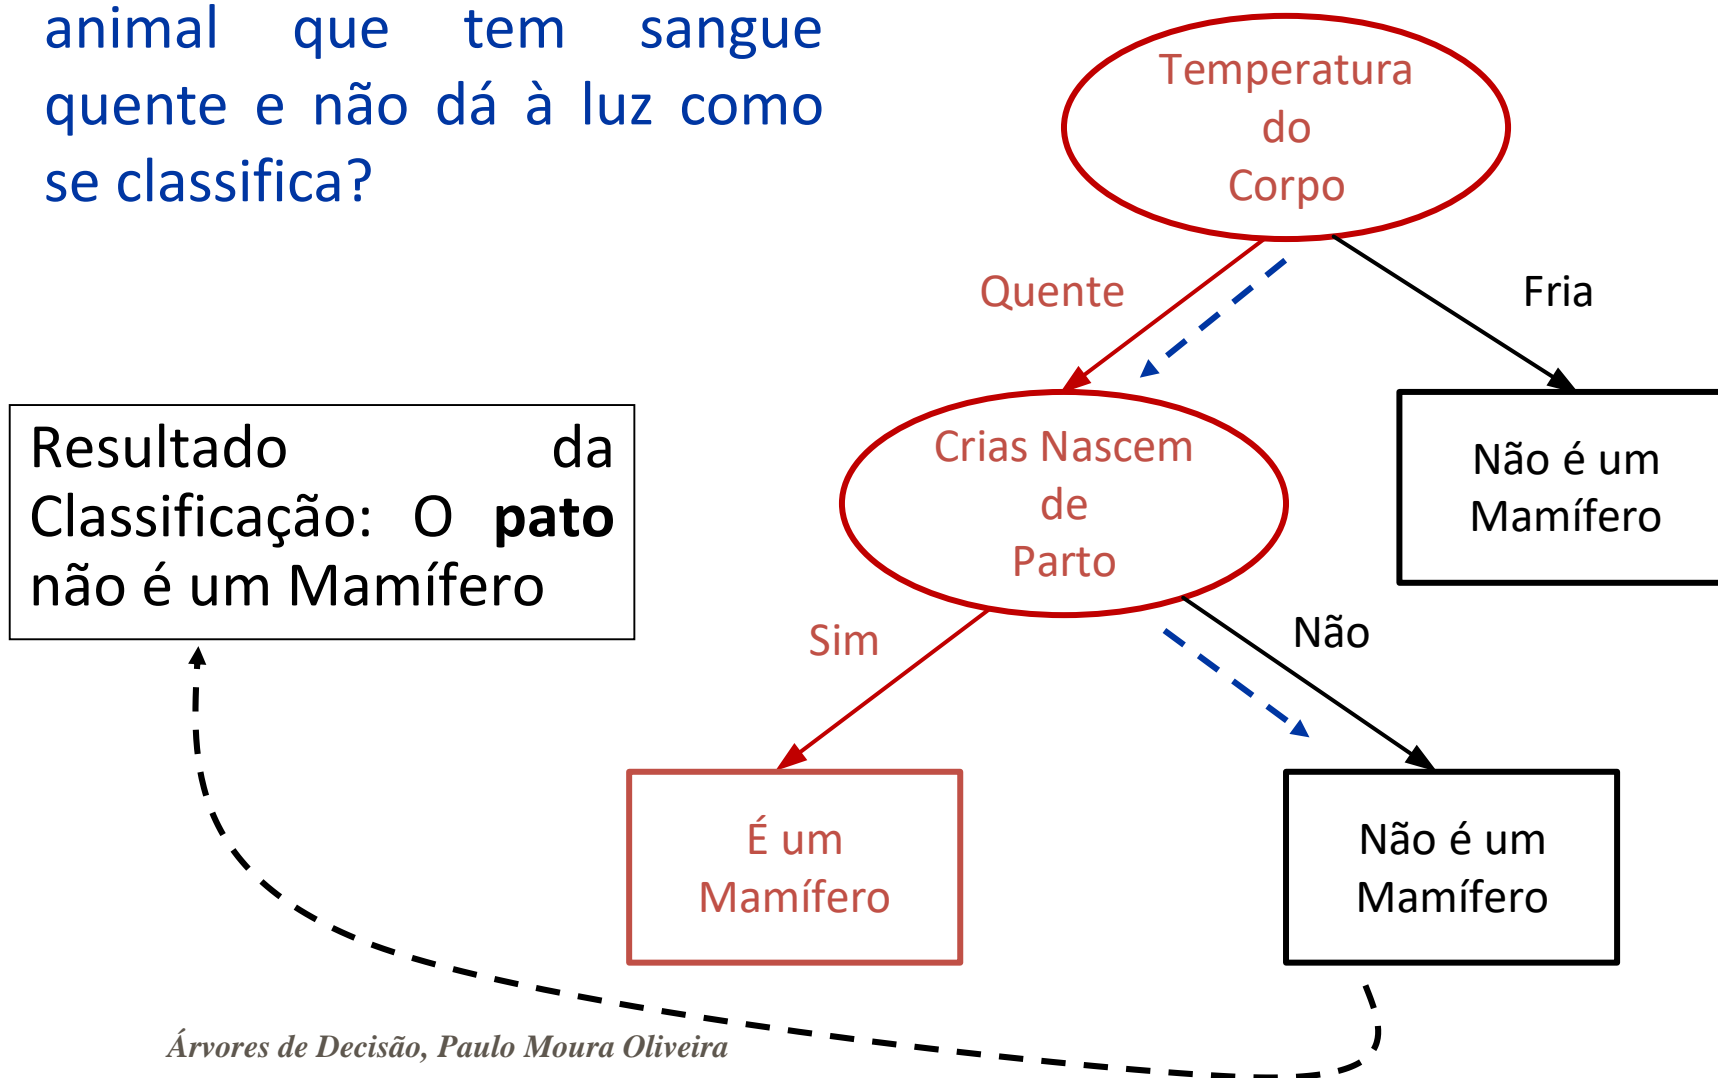 animal que tem sangue
quente e não dá à luz como
se classifica?
Temperatura
do
Corpo
Quente
Fria
Resultado da
Classificação: O pato
não é um Mamífero
Crias Nascem
de
Parto
Não é um
Mamífero
Sim
Não
É um
Mamífero
Não é um
Mamífero
Árvores de Decisão, Paulo Moura Oliveira